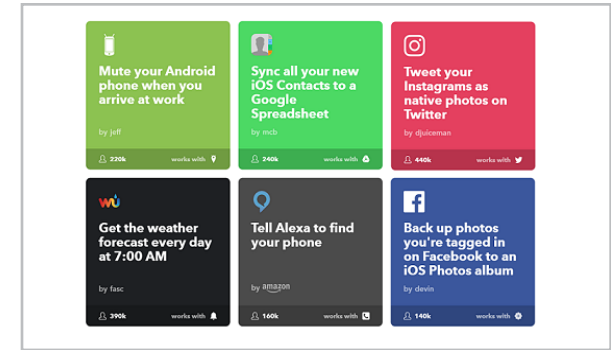 Mute your Android
phone when you
arrive at work
by jeff
220k works with
Sync all your new
iOS Contacts to a
Google
Spreadsheet
by mcb
240k works with
Tweet your
Instagrams as
native photos on
Twitter
by djuiceman
440k works with
Get the weather
forecast every day
at 7:00 AM
by fasc
390k works with
Tell Alexa to find
your phone
by amazon
160k works with
Back up photos
you're tagged in
on Facebook to an
iOS Photos album
by devin
140k works with